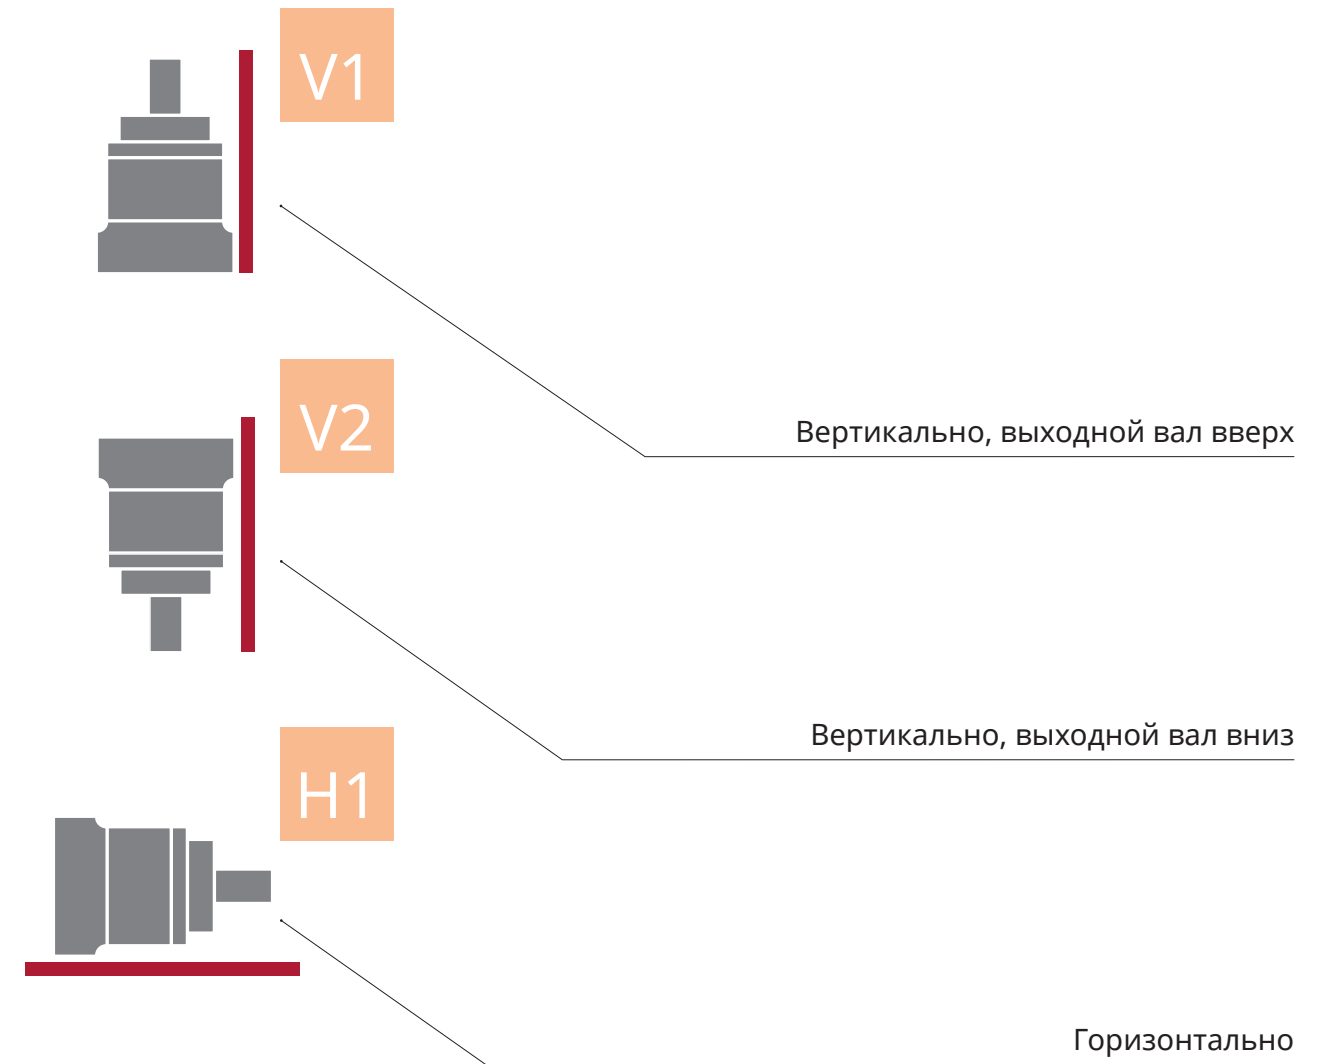 V1
Вертикально, выходной вал вверх
V2
Вертикально, выходной вал вниз
H1
Горизонтально